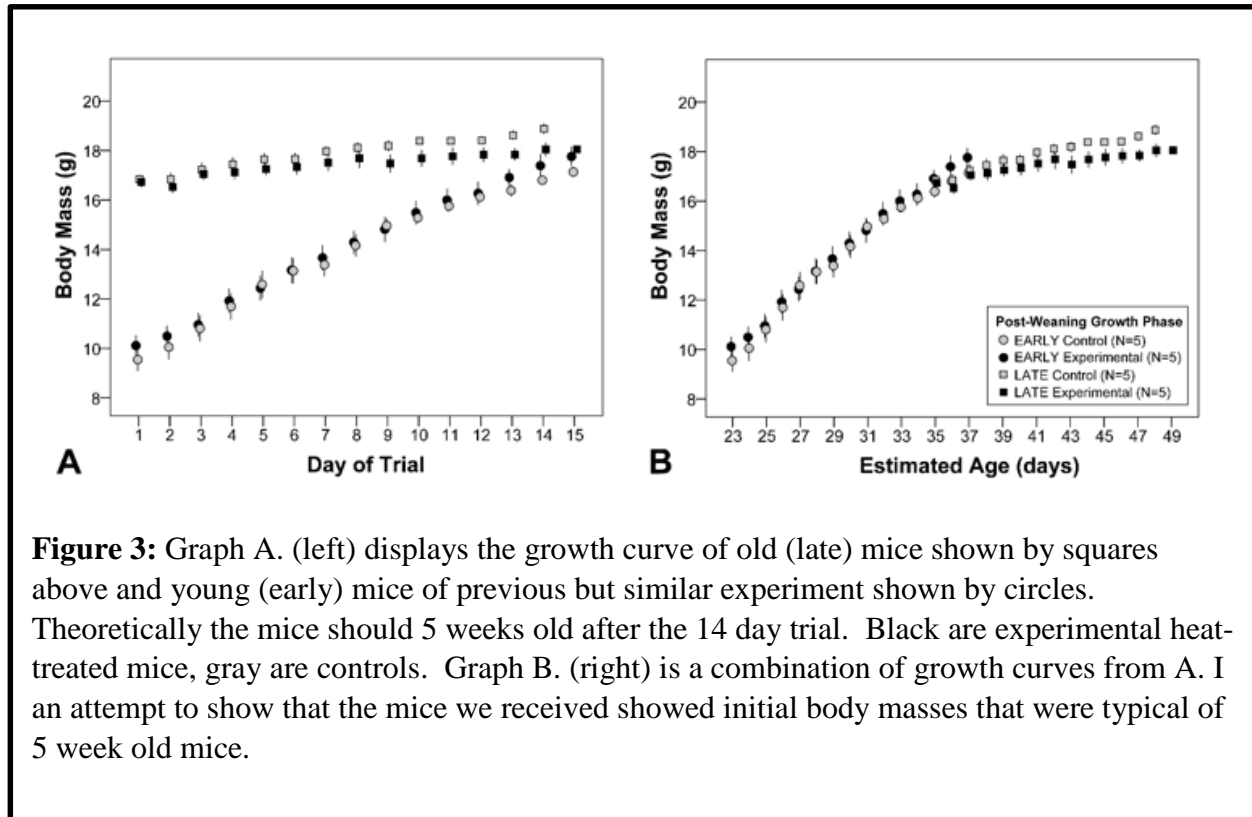 20
18
16
14
12
10
8
Body Mass (g)
1 2 3 4 5 6 7 8 9 10 11 12 13 14 15
A
Day of Trial
20
18
16
14
12
10
8
Body Mass (g)
Post-Weaning Growth Phase
EARLY Control (N=5)
EARLY Experimental (N=5)
LATE Control (N=5)
LATE Experimental (N=5)
23 25 27 29 31 33 35 37 39 41 43 45 47 49
B
Estimated Age (days)
Figure 3: Graph A. (left) displays the growth curve of old (late) mice shown by squares
above and young (early) mice of previous but similar experiment shown by circles.
Theoretically the mice should 5 weeks old after the 14 day trial. Black are experimental heat-
treated mice, gray are controls. Graph B. (right) is a combination of growth curves from A. I
an attempt to show that the mice we received showed initial body masses that were typical of
5 week old mice.